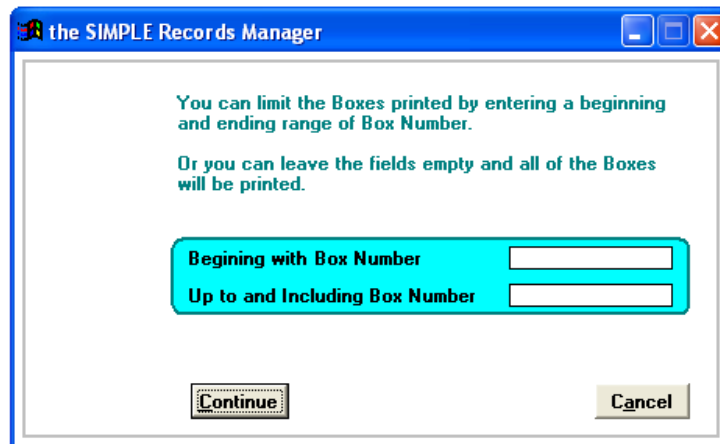 the SIMPLE Records Manager
You can limit the Boxes printed by entering a beginning
and ending range of Box Number.
Or you can leave the fields empty and all of the Boxes
will be printed.
Begining with Box Number
Up to and Including Box Number
Continue
Cancel